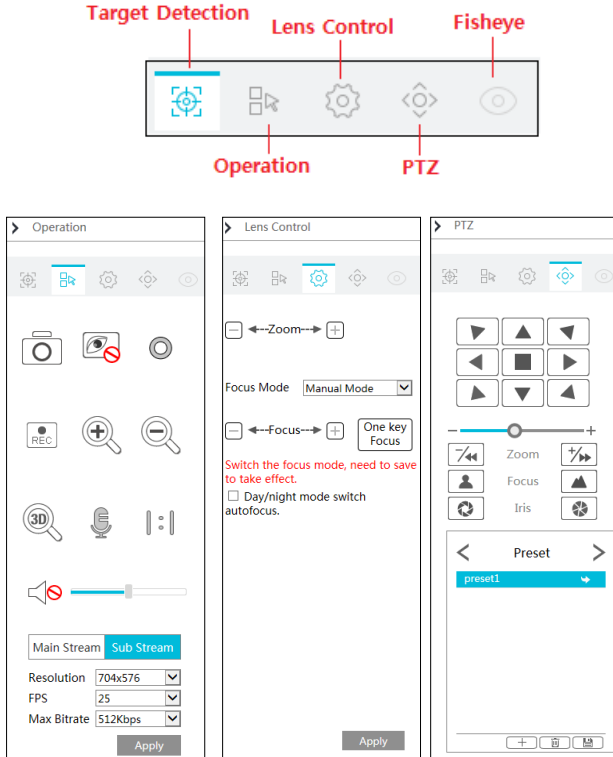 Target Detection
Lens Control
Fisheye
Operation
PTZ
Operation
REC
3D
1:1
Main Stream Sub Stream
Resolution 704x576
FPS 25
Max Bitrate 512Kbps
Apply
Lens Control
Zoom
Focus Mode Manual Mode
Focus
One key
Focus
Switch the focus mode, need to save
to take effect.
Day/night mode switch
autofocus.
Apply
PTZ
Zoom
Focus
Iris
Preset
preset1